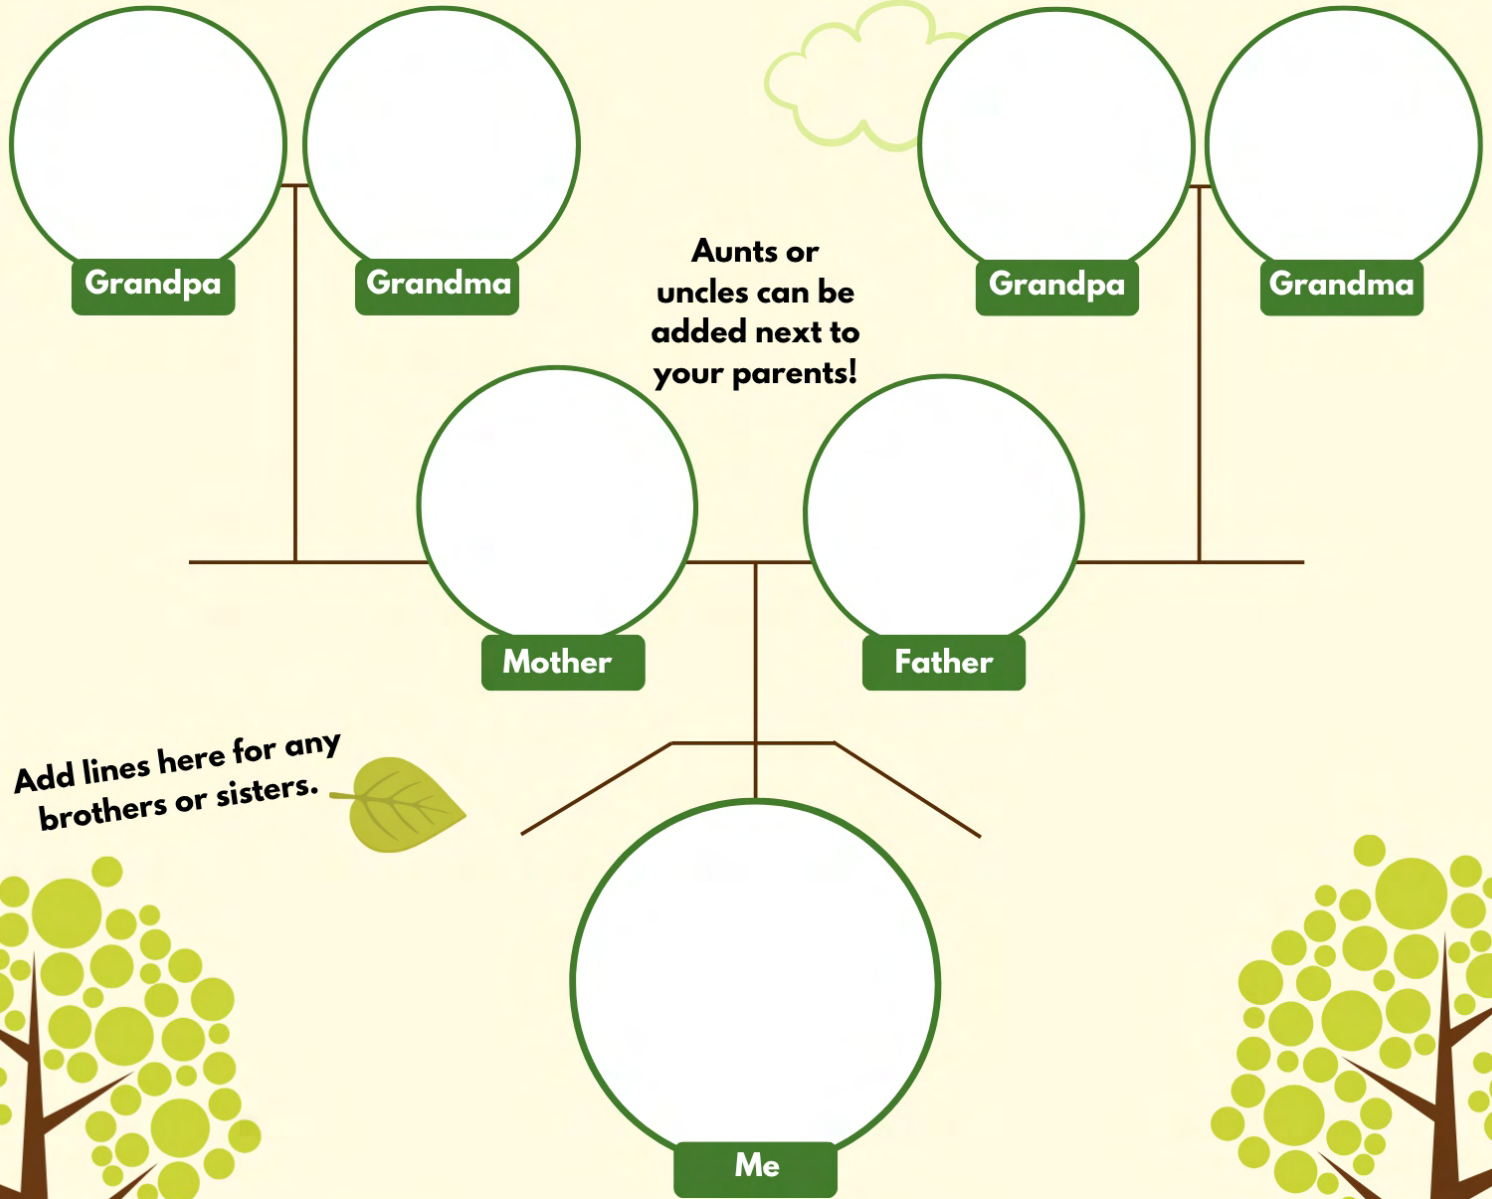 Grandpa
Grandma
Grandpa
Grandma
Aunts or
uncles can be
added next to
your parents!
Mother
Father
Add lines here for any
brothers or sisters.
Me